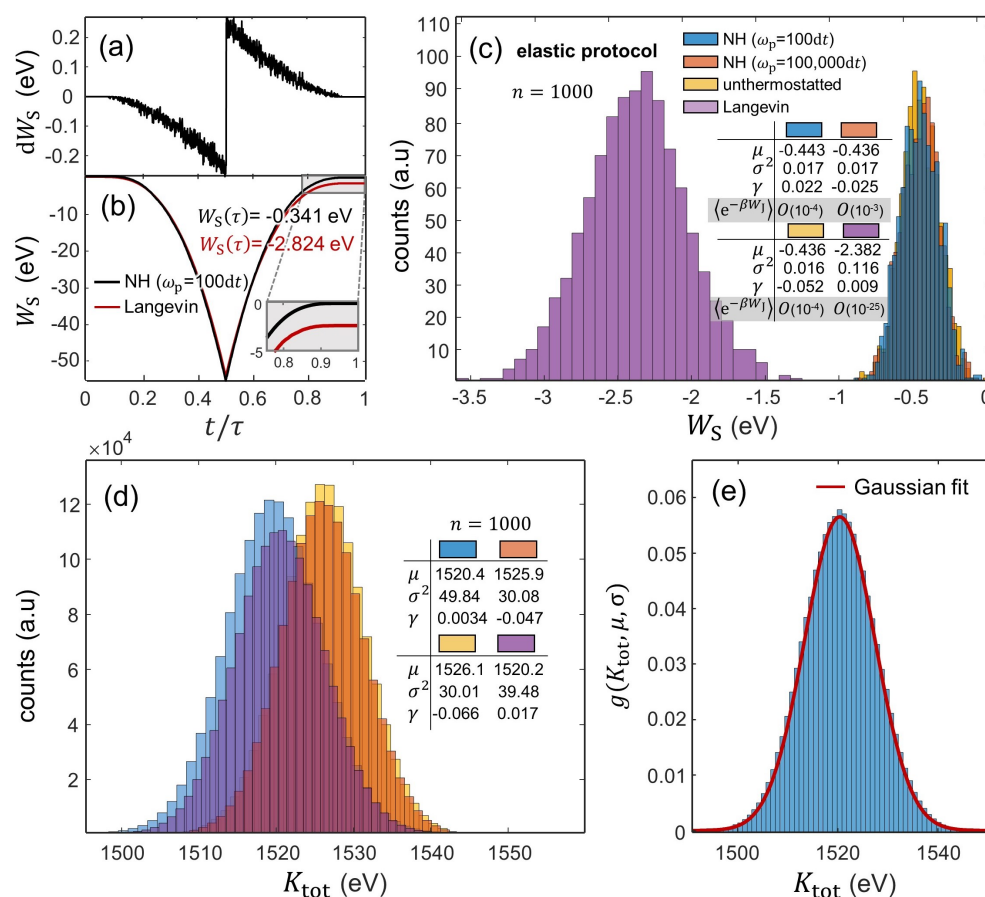 (a)
dW_S (eV)
0.2
0.1
0
-0.1
-0.2
(b)
W_S (eV)
-10
-20
-30
-40
-50
W_S(τ)= -0.341 eV
W_S(τ)= -2.824 eV
NH (ω_p=100dt)
Langevin
0
-5
0.8 0.9 1
0 0.2 0.4 0.6 0.8 1
t/τ
(c)
elastic protocol
n = 1000
NH (ω_p=100dt)
NH (ω_p=100,000dt)
unthermostatted
Langevin
μ -0.443 -0.436
σ² 0.017 0.017
γ 0.022 -0.025
⟨e^{-βW_J}⟩ O(10^{-4}) O(10^{-3})
μ -0.436 -2.382
σ² 0.016 0.116
γ -0.052 0.009
⟨e^{-βW_J}⟩ O(10^{-4}) O(10^{-25})
counts (a.u)
110
100
90
80
70
60
50
40
30
20
10
-3.5 -3 -2.5 -2 -1.5 -1 -0.5 0
W_S (eV)
×10⁴
(d)
n = 1000
μ 1520.4 1525.9
σ² 49.84 30.08
γ 0.0034 -0.047
μ 1526.1 1520.2
σ² 30.01 39.48
γ -0.066 0.017
counts (a.u)
12
10
8
6
4
2
1500 1510 1520 1530 1540 1550
K_tot (eV)
(e)
Gaussian fit
g(K_tot, μ, σ)
0.06
0.05
0.04
0.03
0.02
0.01
0
1500 1520 1540
K_tot (eV)